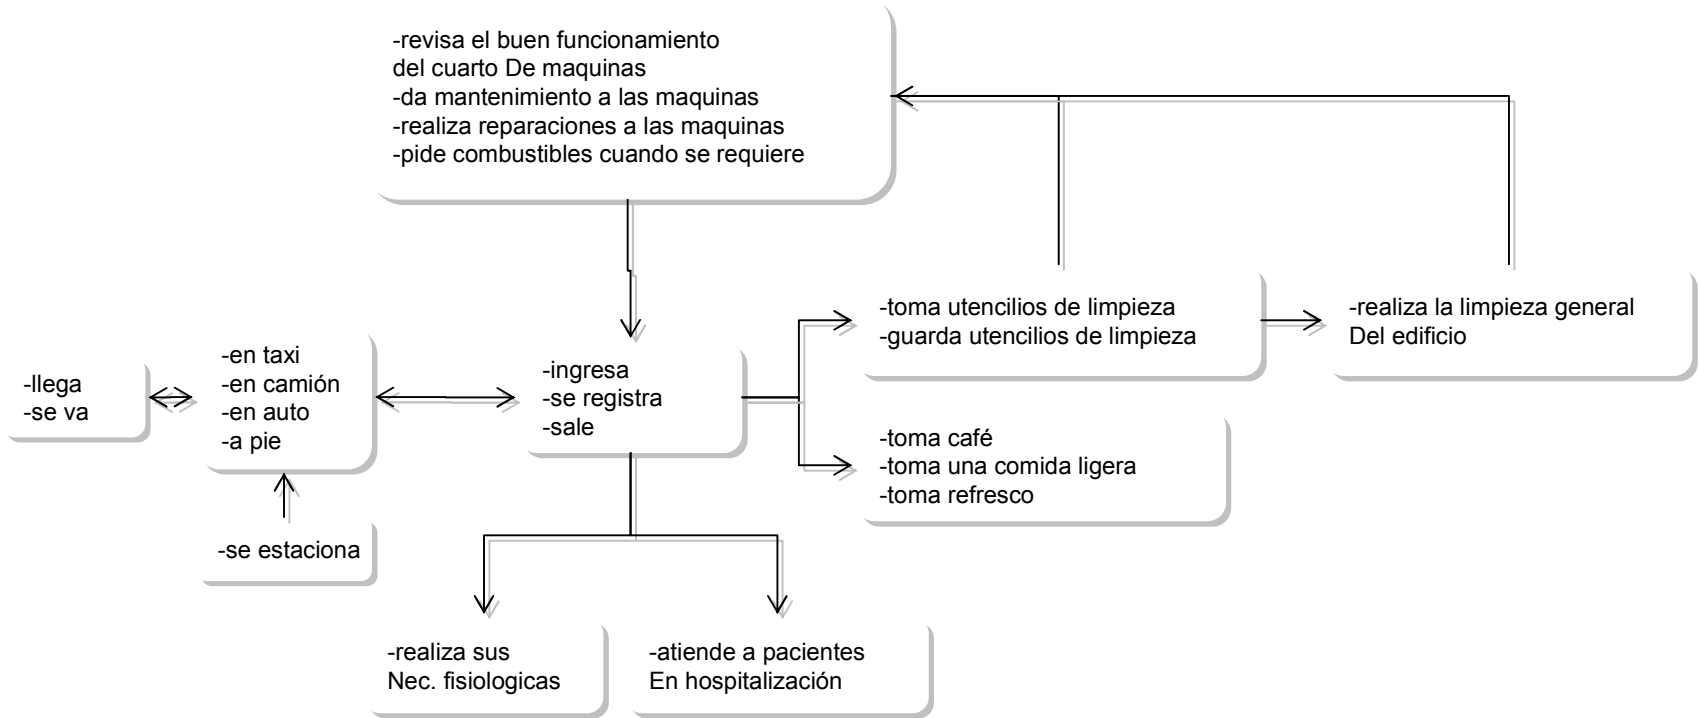 -revisa el buen funcionamiento
del cuarto De maquinas
-da mantenimiento a las maquinas
-realiza reparaciones a las maquinas
-pide combustibles cuando se requiere
-llega
-se va
-en taxi
-en camión
-en auto
-a pie
-se estaciona
-ingresa
-se registra
-sale
-toma utencilios de limpieza
-guarda utencilios de limpieza
-realiza la limpieza general
Del edificio
-toma café
-toma una comida ligera
-toma refresco
-realiza sus
Nec. fisiologicas
-atiende a pacientes
En hospitalización